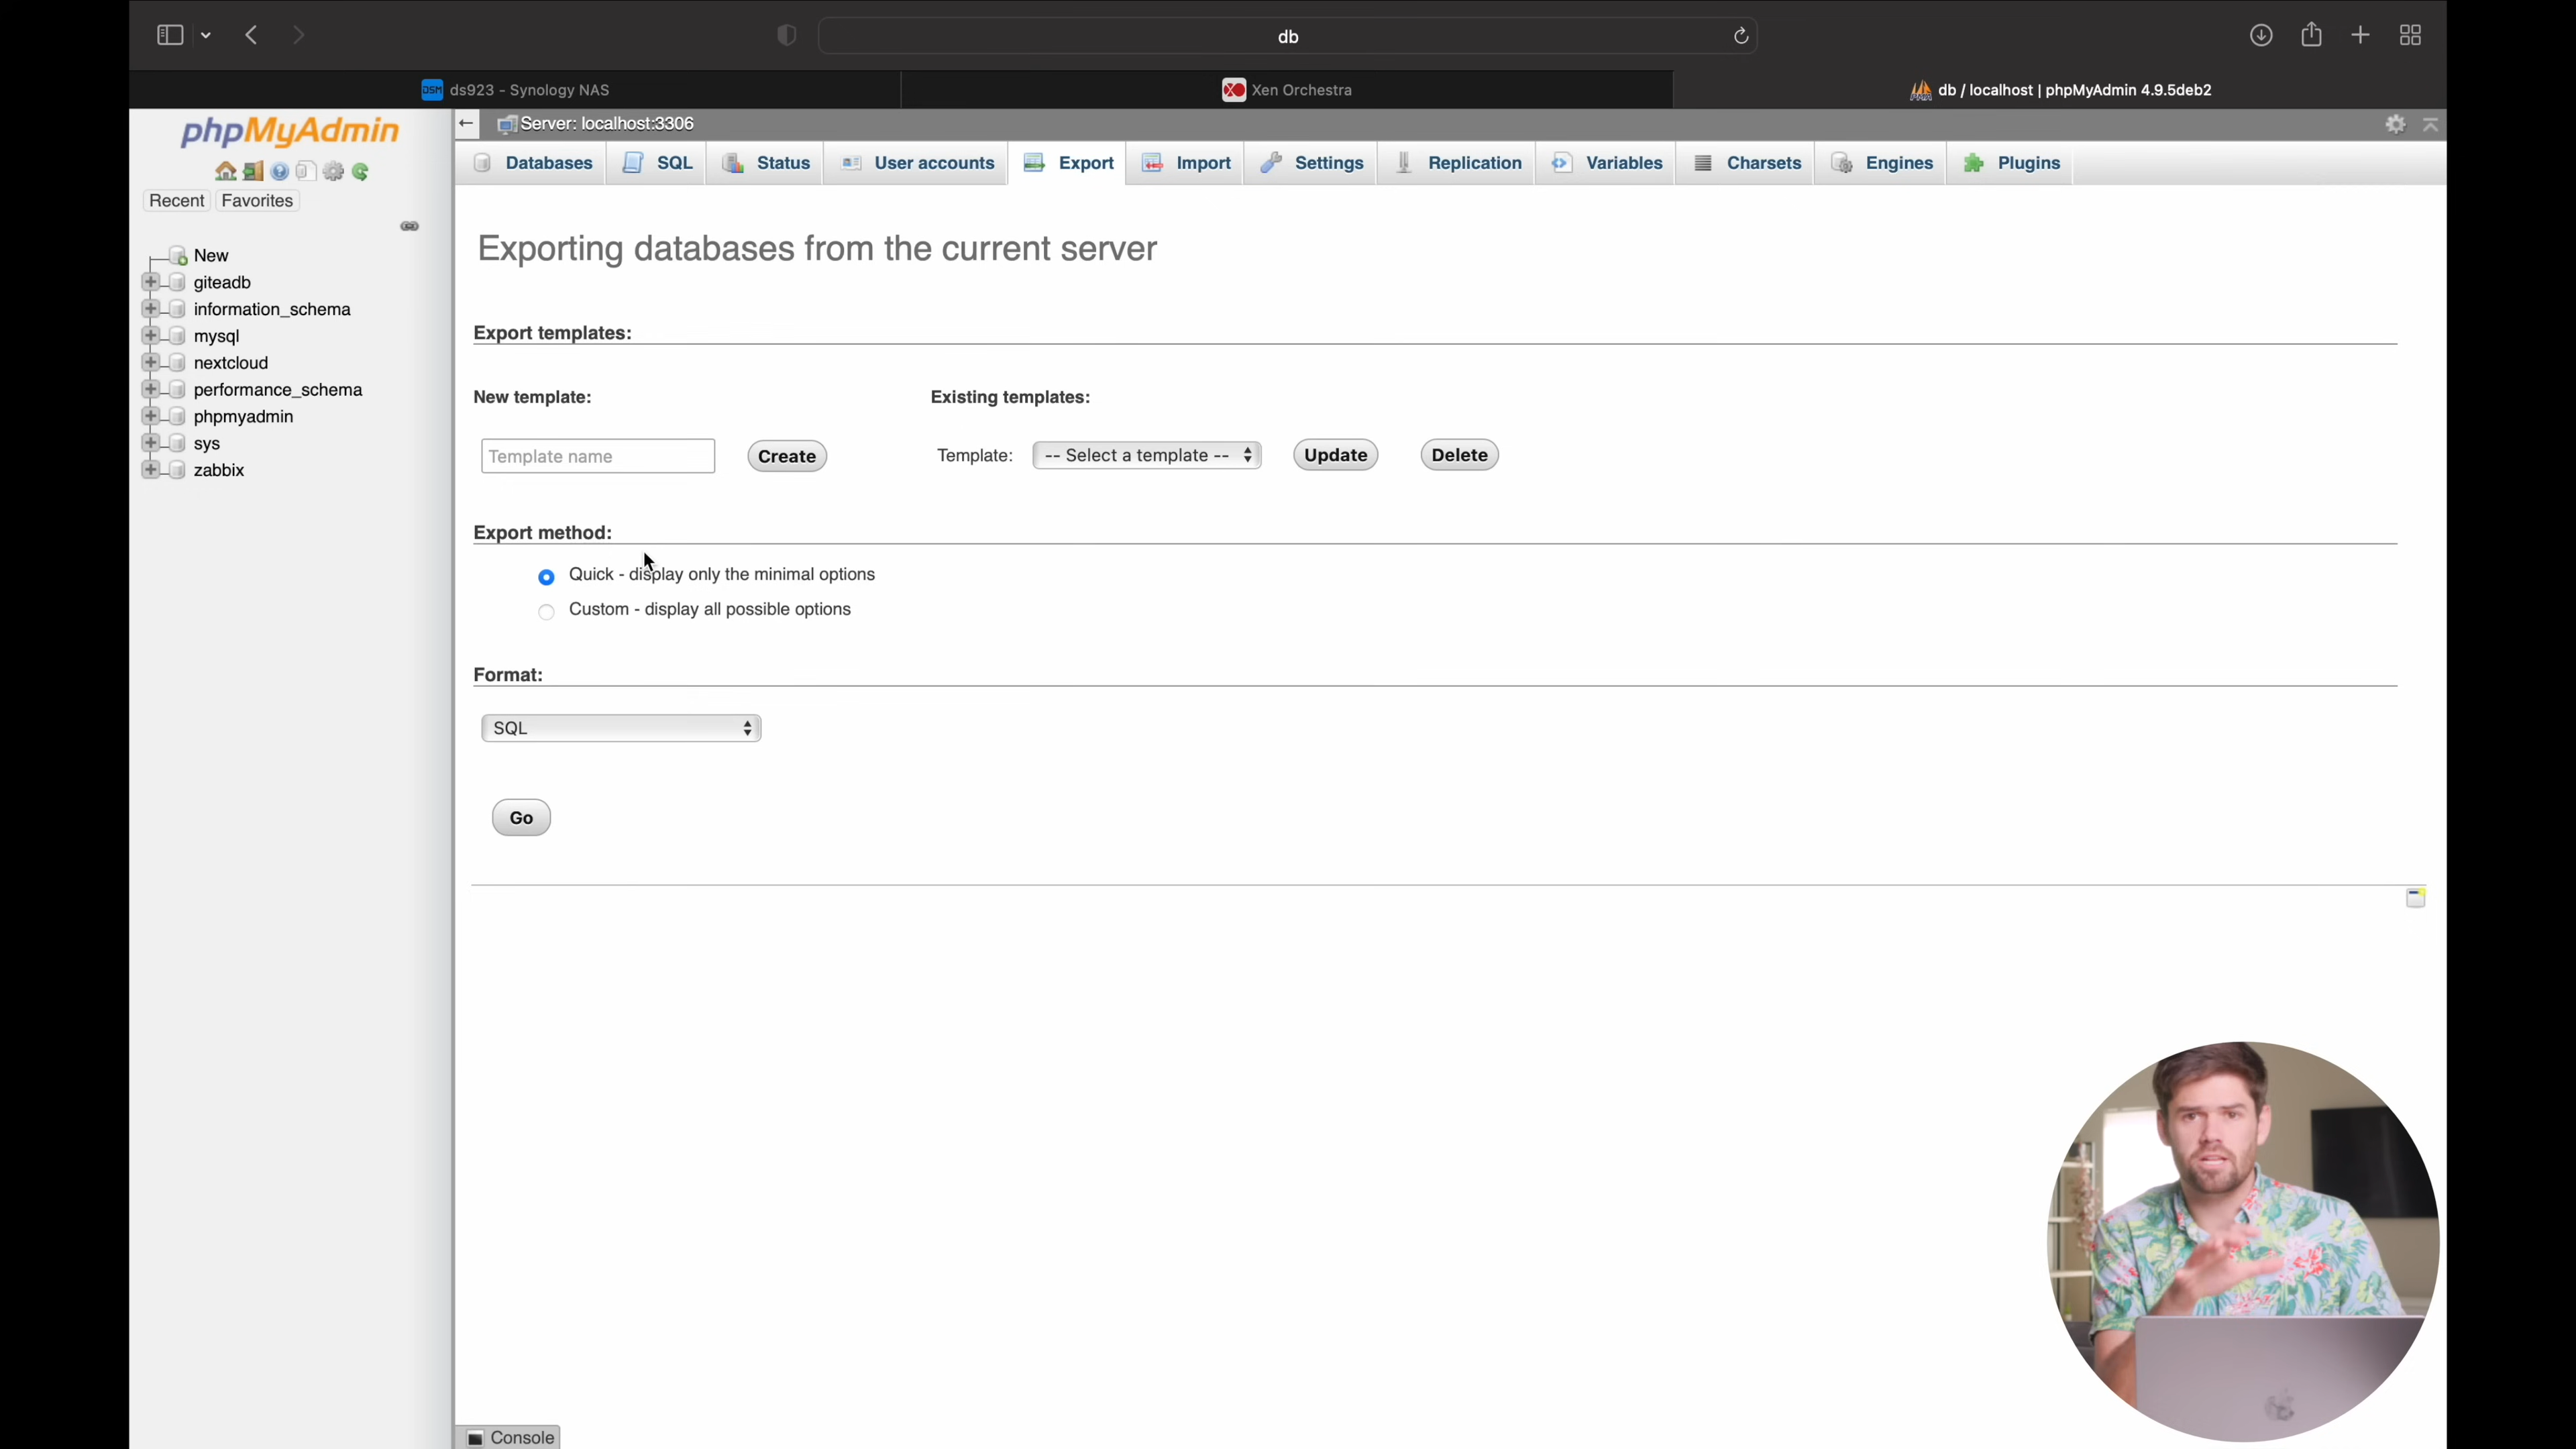 db
DSM ds923 - Synology NAS
XO Xen Orchestra
db / localhost | phpMyAdmin 4.9.5deb2
phpMyAdmin
Recent Favorites
New
giteadb
information_schema
mysql
nextcloud
performance_schema
phpmyadmin
sys
zabbix
Server: localhost:3306
Databases SQL Status User accounts Export Import Settings Replication Variables Charsets Engines Plugins
Exporting databases from the current server
Export templates:
New template: Existing templates:
Template name Create Template: -- Select a template -- Update Delete
Export method:
Quick - display only the minimal options
Custom - display all possible options
Format:
SQL
Go
Console